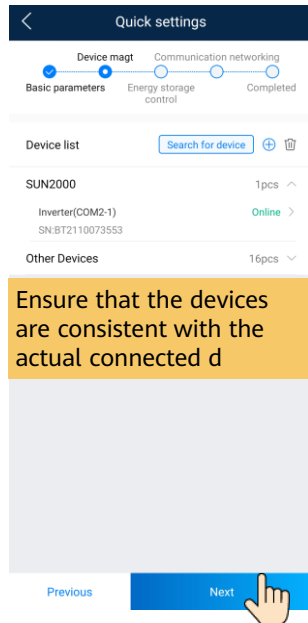 Quick settings
Device magt
Communication networking
Basic parameters
Energy storage
control
Completed
Device list
Search for device
SUN2000
1pcs
Inverter(COM2-1)
Online
SN:BT2110073553
Other Devices
16pcs
Ensure that the devices
are consistent with the
actual connected d
Previous
Next